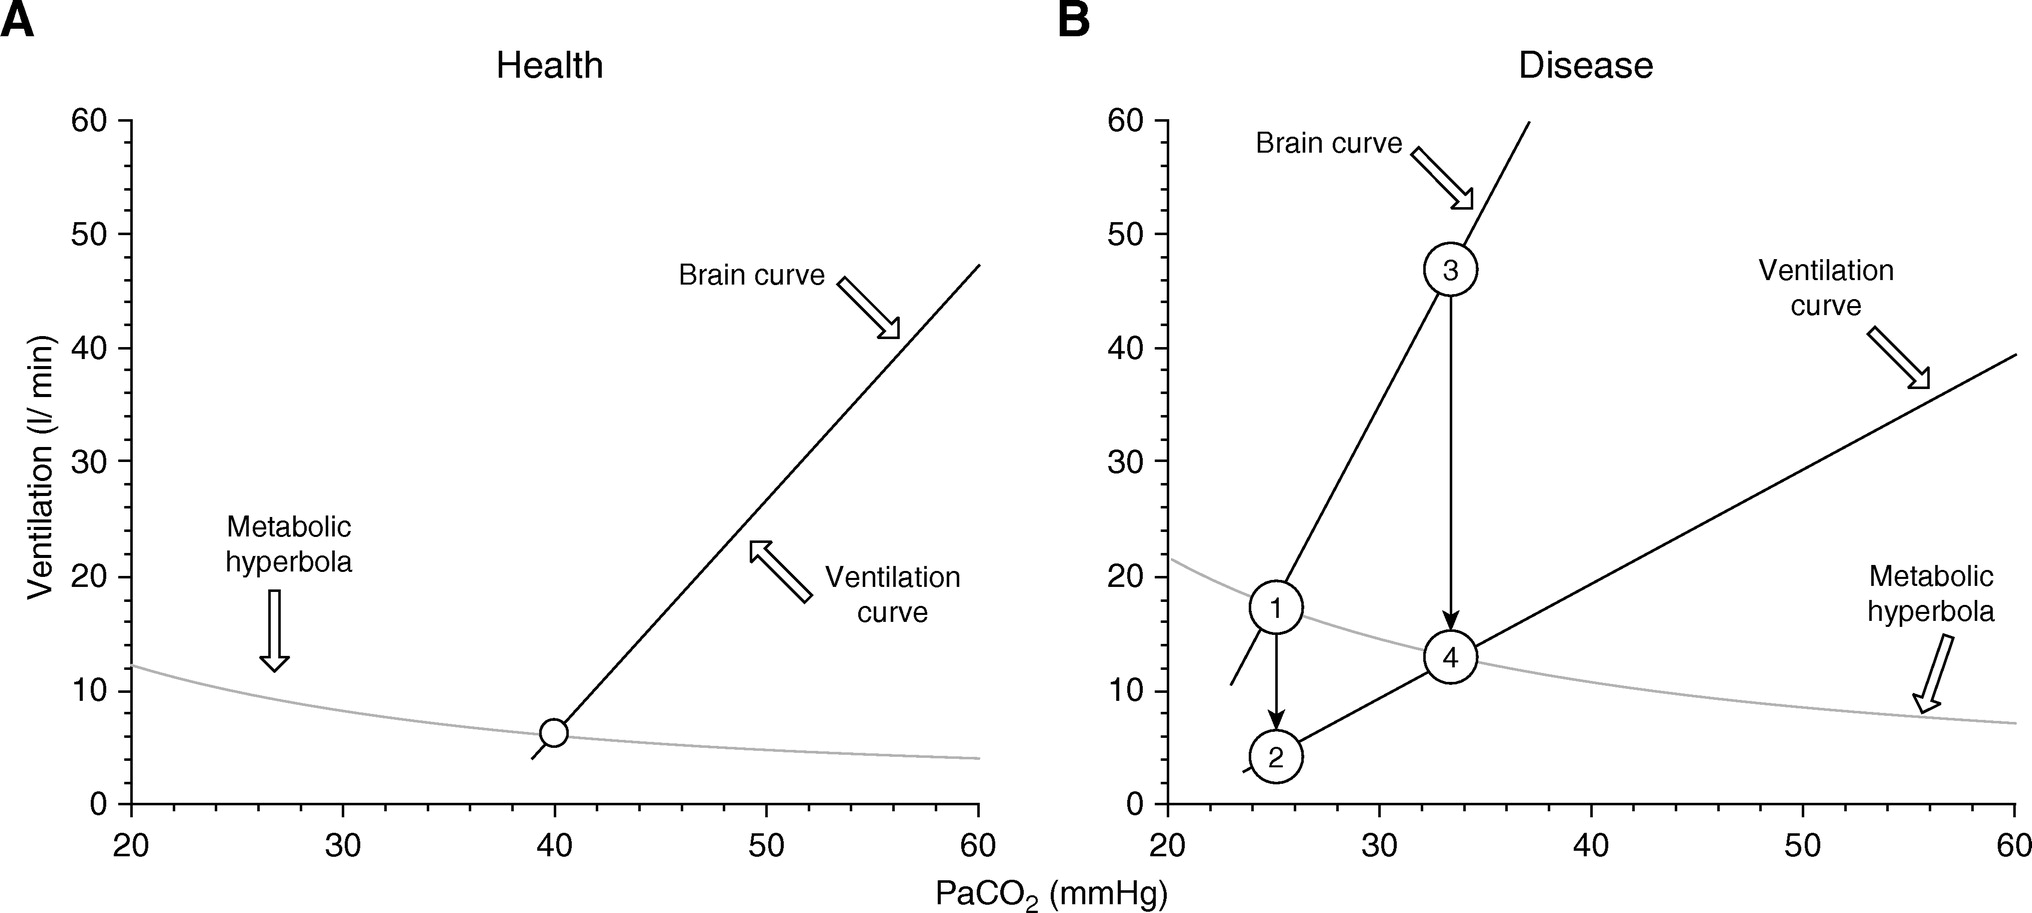 A
Health
60
50
40
30
20
10
0
20 30 40 50 60
Ventilation (l/ min)
Brain curve
Metabolic
hyperbola
Ventilation
curve
B
Disease
60
50
40
30
20
10
0
20 30 40 50 60
Brain curve
Ventilation
curve
Metabolic
hyperbola
3
1
4
2
PaCO₂ (mmHg)